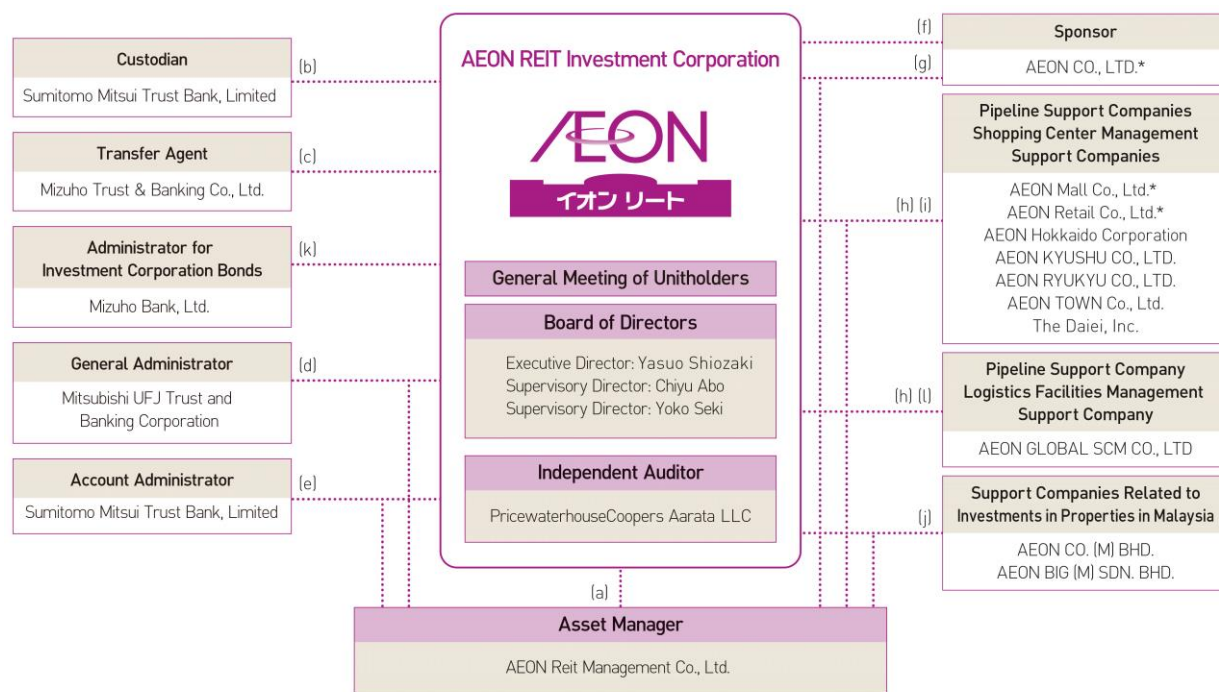 Custodian
Sumitomo Mitsui Trust Bank, Limited
(b)
Transfer Agent
Mizuho Trust & Banking Co., Ltd.
(c)
Administrator for
Investment Corporation Bonds
Mizuho Bank, Ltd.
(k)
General Administrator
Mitsubishi UFJ Trust and
Banking Corporation
(d)
Account Administrator
Sumitomo Mitsui Trust Bank, Limited
(e)
AEON REIT Investment Corporation
ÆON
イオン リート
General Meeting of Unitholders
Board of Directors
Executive Director: Yasuo Shiozaki
Supervisory Director: Chiyu Abo
Supervisory Director: Yoko Seki
Independent Auditor
PricewaterhouseCoopers Aarata LLC
(a)
Asset Manager
AEON Reit Management Co., Ltd.
(f)
(g)
Sponsor
AEON CO., LTD.*
(h) (i)
Pipeline Support Companies
Shopping Center Management
Support Companies
AEON Mall Co., Ltd.*
AEON Retail Co., Ltd.*
AEON Hokkaido Corporation
AEON KYUSHU CO., LTD.
AEON RYUKYU CO., LTD.
AEON TOWN Co., Ltd.
The Daiei, Inc.
(h) (l)
Pipeline Support Company
Logistics Facilities Management
Support Company
AEON GLOBAL SCM CO., LTD
(j)
Support Companies Related to
Investments in Properties in Malaysia
AEON CO. (M) BHD.
AEON BIG (M) SDN. BHD.